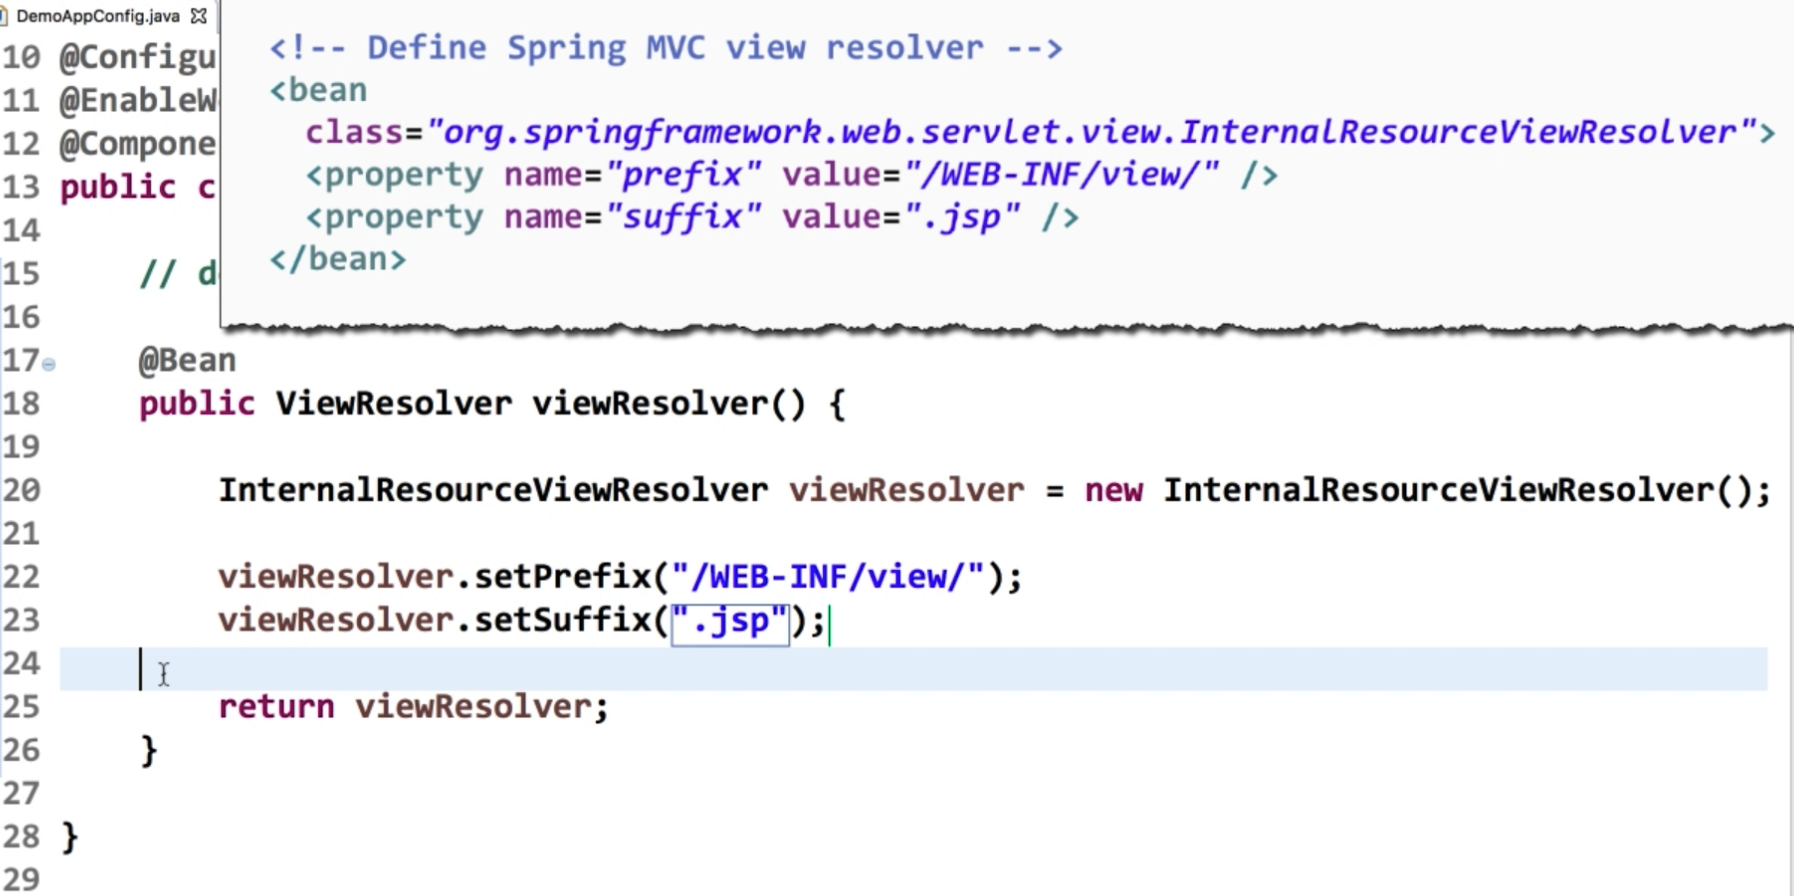 DemoAppConfig.java
<!-- Define Spring MVC view resolver -->
<bean
class="org.springframework.web.servlet.view.InternalResourceViewResolver">
<property name="prefix" value="/WEB-INF/view/" />
<property name="suffix" value=".jsp" />
</bean>
10 @Configu
11 @EnableW
12 @Compone
13 public c
14
15 // d
16
17 @Bean
18 public ViewResolver viewResolver() {
19
20 InternalResourceViewResolver viewResolver = new InternalResourceViewResolver();
21
22 viewResolver.setPrefix("/WEB-INF/view/");
23 viewResolver.setSuffix(".jsp");
24
25 return viewResolver;
26 }
27
28 }
29